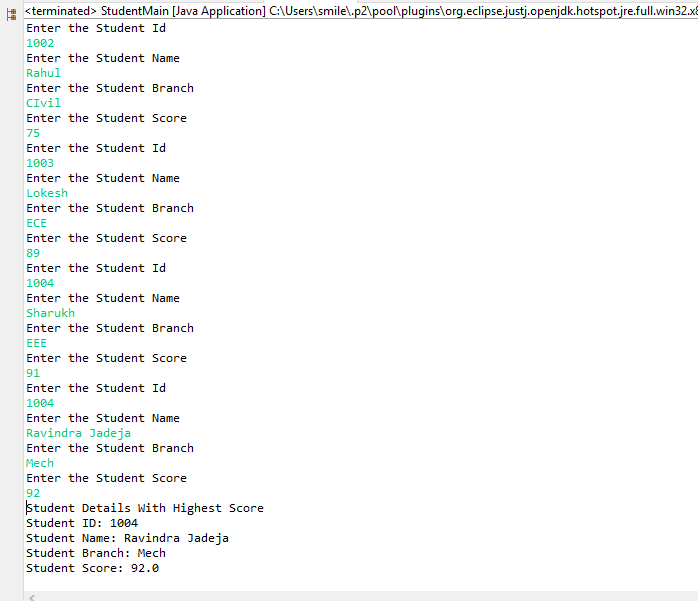 <terminated> StudentMain [Java Application] C:\Users\smile\.p2\pool\plugins\org.eclipse.justj.openjdk.hotspot.jre.full.win32.x8
Enter the Student Id
1002
Enter the Student Name
Rahul
Enter the Student Branch
CIvil
Enter the Student Score
75
Enter the Student Id
1003
Enter the Student Name
Lokesh
Enter the Student Branch
ECE
Enter the Student Score
89
Enter the Student Id
1004
Enter the Student Name
Sharukh
Enter the Student Branch
EEE
Enter the Student Score
91
Enter the Student Id
1004
Enter the Student Name
Ravindra Jadeja
Enter the Student Branch
Mech
Enter the Student Score
92
Student Details With Highest Score
Student ID: 1004
Student Name: Ravindra Jadeja
Student Branch: Mech
Student Score: 92.0